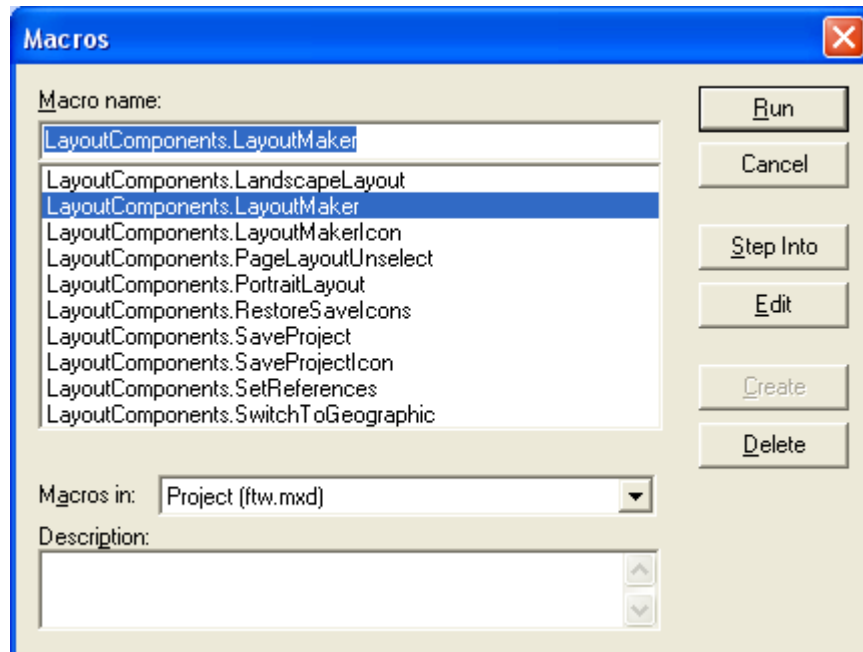 Macros
Macro name:
LayoutComponents.LayoutMaker
LayoutComponents.LandscapeLayout
LayoutComponents.LayoutMaker
LayoutComponents.LayoutMakerIcon
LayoutComponents.PageLayoutUnselect
LayoutComponents.PortraitLayout
LayoutComponents.RestoreSaveIcons
LayoutComponents.SaveProject
LayoutComponents.SaveProjectIcon
LayoutComponents.SetReferences
LayoutComponents.SwitchToGeographic
Macros in: Project (ftw.mxd)
Description:
Run
Cancel
Step Into
Edit
Create
Delete